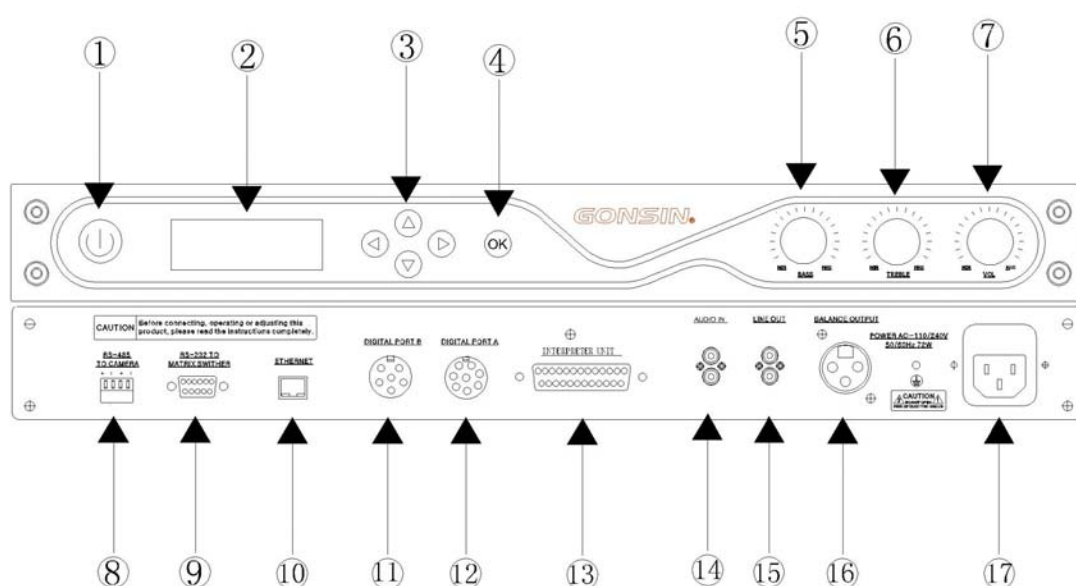 ① ② ③ ④ ⑤ ⑥ ⑦
GONSIN
OK
MIN BASS
MIN TREBLE
VOL
CAUTION
Before connecting, operating or adjusting this
product, please read the instructions completely.
RS-485
TO CAMERA
RS-232 TO
MATRIX SWITHER
ETHERNET
DIGITAL PORT B
DIGITAL PORT A
INTERPRETER UNIT
AUDIO IN
LINE OUT
BALANCE OUTPUT
POWER AC-110/240V
50/60Hz 72W
CAUTION
⑧ ⑨ ⑩ ⑪ ⑫ ⑬ ⑭ ⑮ ⑯ ⑰